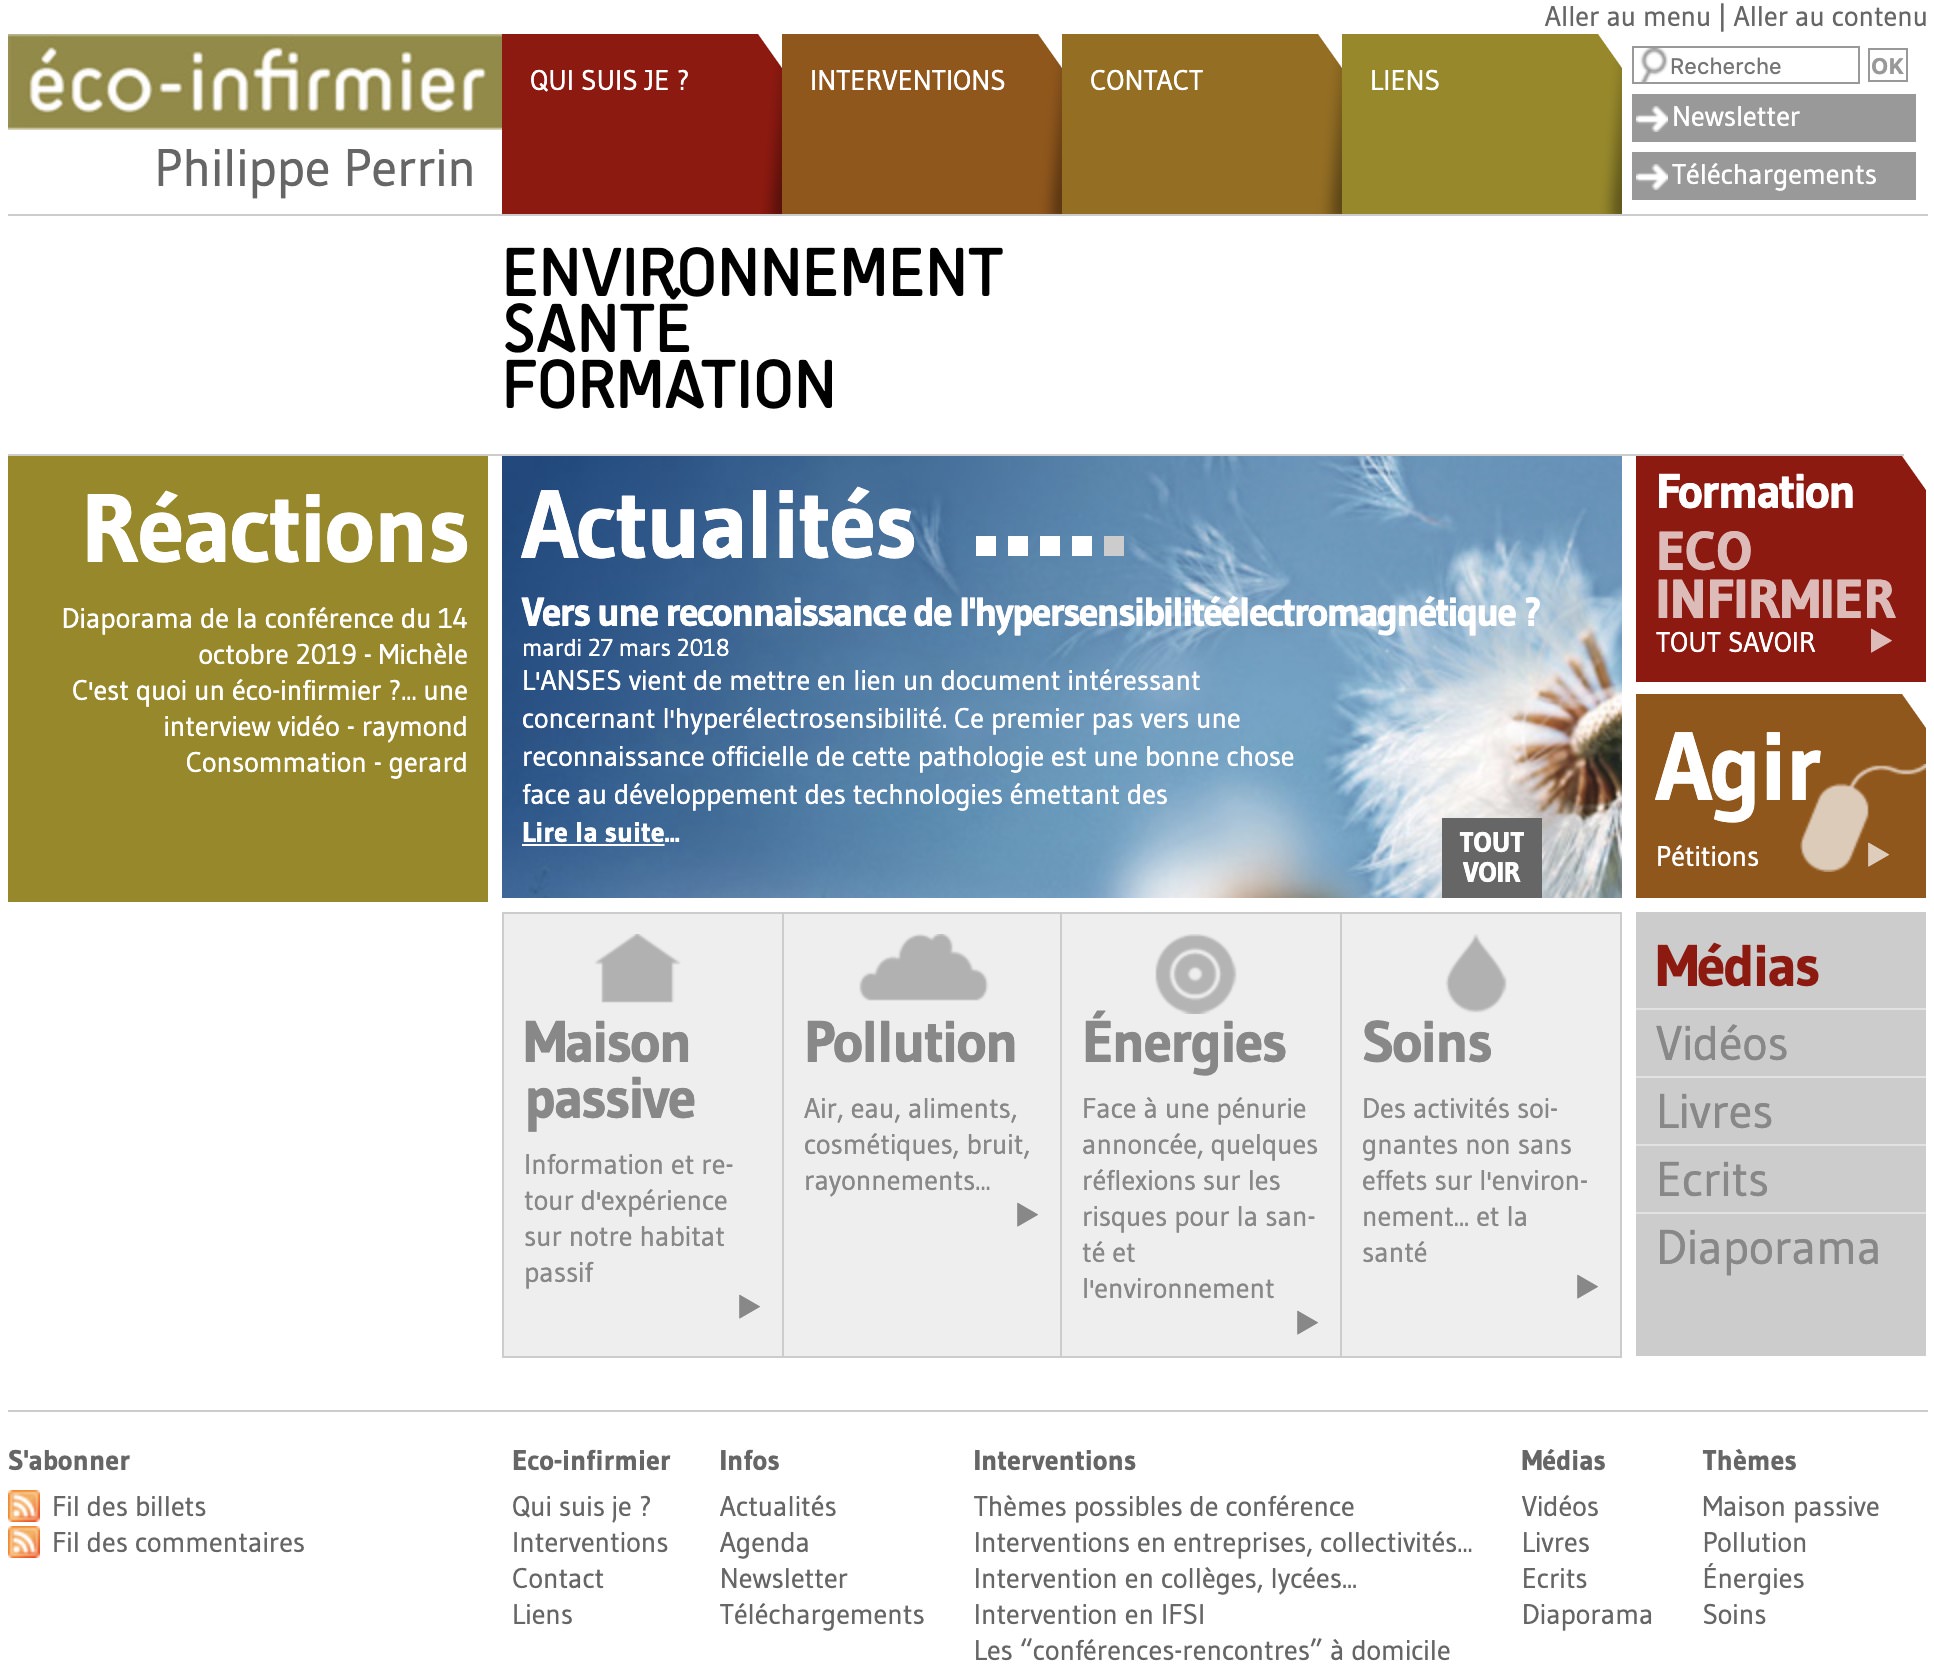 Aller au menu | Aller au contenu
éco-infirmier
Philippe Perrin
QUI SUIS JE ?
INTERVENTIONS
CONTACT
LIENS
Recherche
OK
Newsletter
Téléchargements
ENVIRONNEMENT
SANTÉ
FORMATION
Réactions
Diaporama de la conférence du 14
octobre 2019 - Michèle
C'est quoi un éco-infirmier ?... une
interview vidéo - raymond
Consommation - gerard
Actualités
Vers une reconnaissance de l'hypersensibilitéélectromagnétique ?
mardi 27 mars 2018
L'ANSES vient de mettre en lien un document intéressant
concernant l'hyperélectrosensibilité. Ce premier pas vers une
reconnaissance officielle de cette pathologie est une bonne chose
face au développement des technologies émettant des
Lire la suite...
TOUT
VOIR
Formation
ECO
INFIRMIER
TOUT SAVOIR
Agir
Pétitions
Maison
passive
Information et re-
tour d'expérience
sur notre habitat
passif
Pollution
Air, eau, aliments,
cosmétiques, bruit,
rayonnements...
Énergies
Face à une pénurie
annoncée, quelques
réflexions sur les
risques pour la san-
té et
l'environnement
Soins
Des activités soi-
gnantes non sans
effets sur l'environ-
nement... et la
santé
Médias
Vidéos
Livres
Ecrits
Diaporama
S'abonner
Fil des billets
Fil des commentaires
Eco-infirmier
Qui suis je ?
Interventions
Contact
Liens
Infos
Actualités
Agenda
Newsletter
Téléchargements
Interventions
Thèmes possibles de conférence
Interventions en entreprises, collectivités...
Intervention en collèges, lycées...
Intervention en IFSI
Les “conférences-rencontres” à domicile
Médias
Vidéos
Livres
Ecrits
Diaporama
Thèmes
Maison passive
Pollution
Énergies
Soins